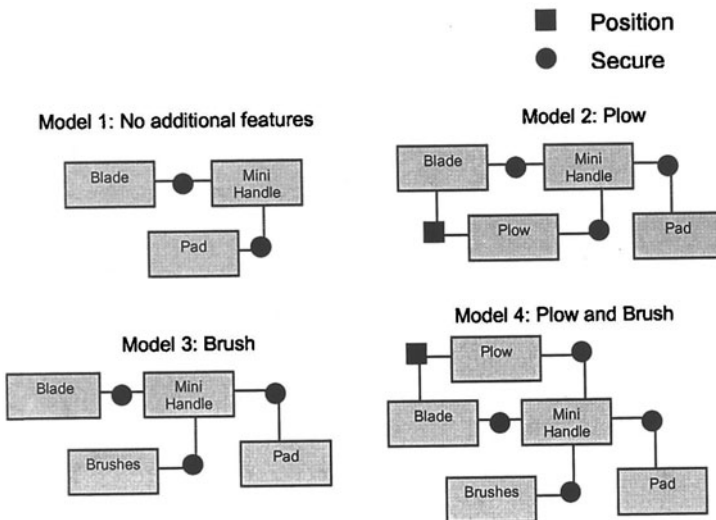 Position
Secure
Model 1: No additional features
Blade
Mini
Handle
Pad
Model 2: Plow
Blade
Mini
Handle
Plow
Pad
Model 3: Brush
Blade
Mini
Handle
Brushes
Pad
Model 4: Plow and Brush
Plow
Blade
Mini
Handle
Brushes
Pad